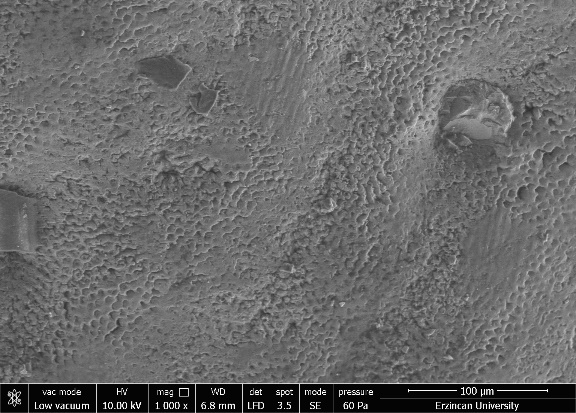 vac mode HV mag WD det spot mode pressure 100 µm
Low vacuum 10.00 kV 1 000 x 6.8 mm LFD 3.5 SE 60 Pa Erzincan University